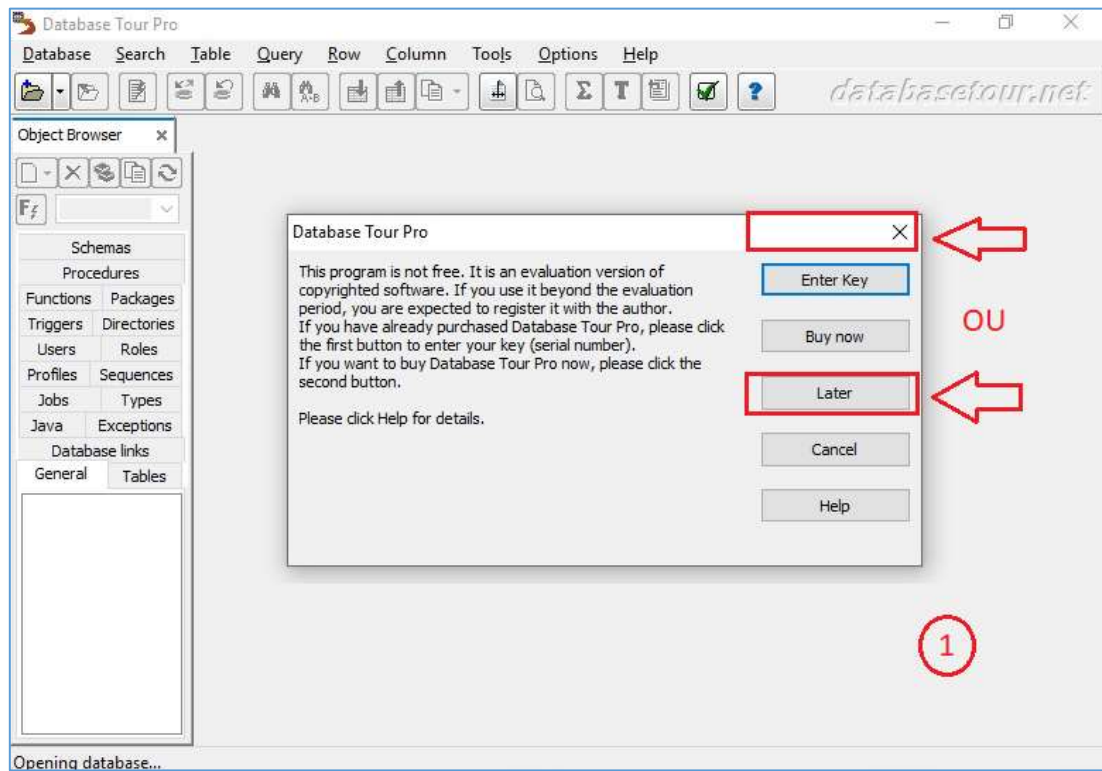 Database Tour Pro
Database Search Table Query Row Column Tools Options Help
databasetour.net
Object Browser
Schemas
Procedures
Functions Packages
Triggers Directories
Users Roles
Profiles Sequences
Jobs Types
Java Exceptions
Database links
General Tables
Database Tour Pro
This program is not free. It is an evaluation version of
copyrighted software. If you use it beyond the evaluation
period, you are expected to register it with the author.
If you have already purchased Database Tour Pro, please click
the first button to enter your key (serial number).
If you want to buy Database Tour Pro now, please click the
second button.
Please click Help for details.
Enter Key
Buy now
Later
Cancel
Help
OU
1
Opening database...